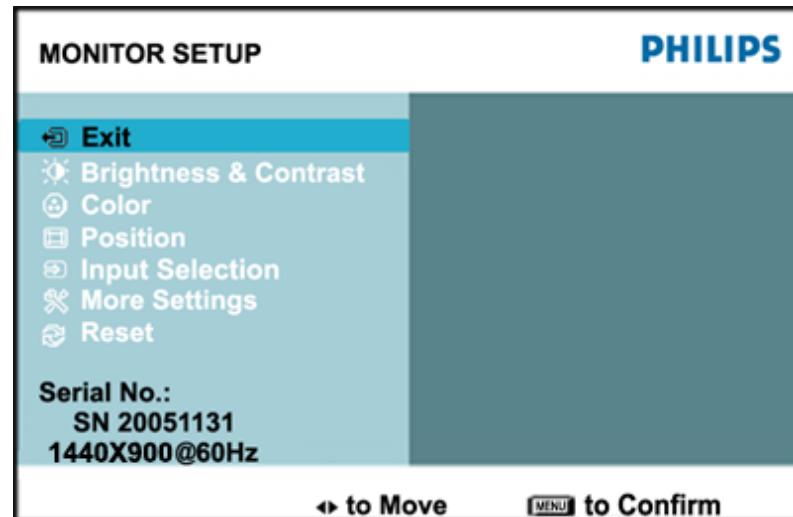 MONITOR SETUP PHILIPS
Exit
Brightness & Contrast
Color
Position
Input Selection
More Settings
Reset
Serial No.:
SN 20051131
1440X900@60Hz
to Move MENU to Confirm